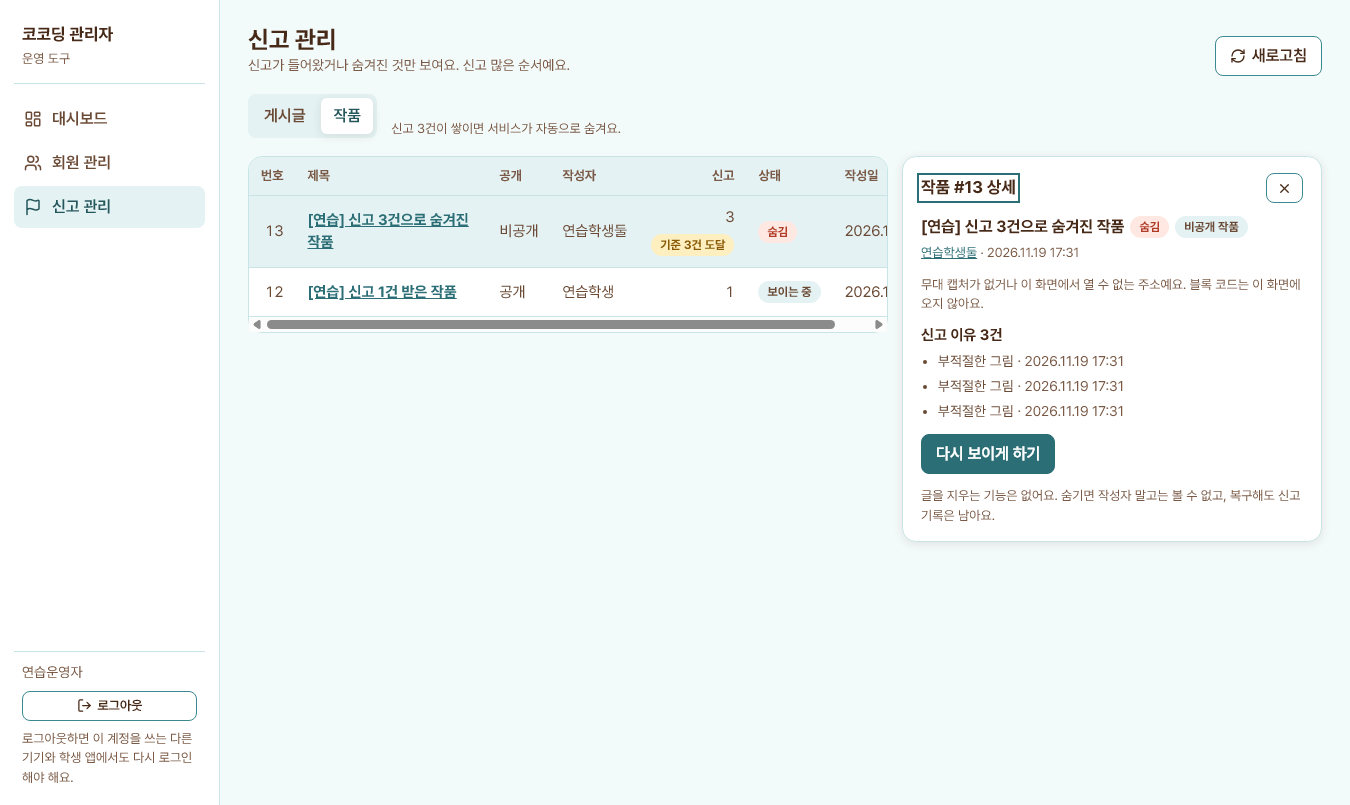 코코딩 관리자
운영 도구
대시보드
회원 관리
신고 관리
연습운영자
로그아웃
로그아웃하면 이 계정을 쓰는 다른
기기와 학생 앱에서도 다시 로그인
해야 해요.
신고 관리
신고가 들어왔거나 숨겨진 것만 보여요. 신고 많은 순서예요.
새로고침
게시글 작품
신고 3건이 쌓이면 서비스가 자동으로 숨겨요.
번호 제목 공개 작성자 신고 상태 작성일
13 [연습] 신고 3건으로 숨겨진 작품 비공개 연습학생둘 3 기준 3건 도달 숨김 2026.1
12 [연습] 신고 1건 받은 작품 공개 연습학생 1 보이는 중 2026.1
작품 #13 상세
[연습] 신고 3건으로 숨겨진 작품 숨김 비공개 작품
연습학생둘 · 2026.11.19 17:31
무대 캡처가 없거나 이 화면에서 열 수 없는 주소예요. 블록 코드는 이 화면에
오지 않아요.
신고 이유 3건
• 부적절한 그림 · 2026.11.19 17:31
• 부적절한 그림 · 2026.11.19 17:31
• 부적절한 그림 · 2026.11.19 17:31
다시 보이게 하기
글을 지우는 기능은 없어요. 숨기면 작성자 말고는 볼 수 없고, 복구해도 신고
기록은 남아요.